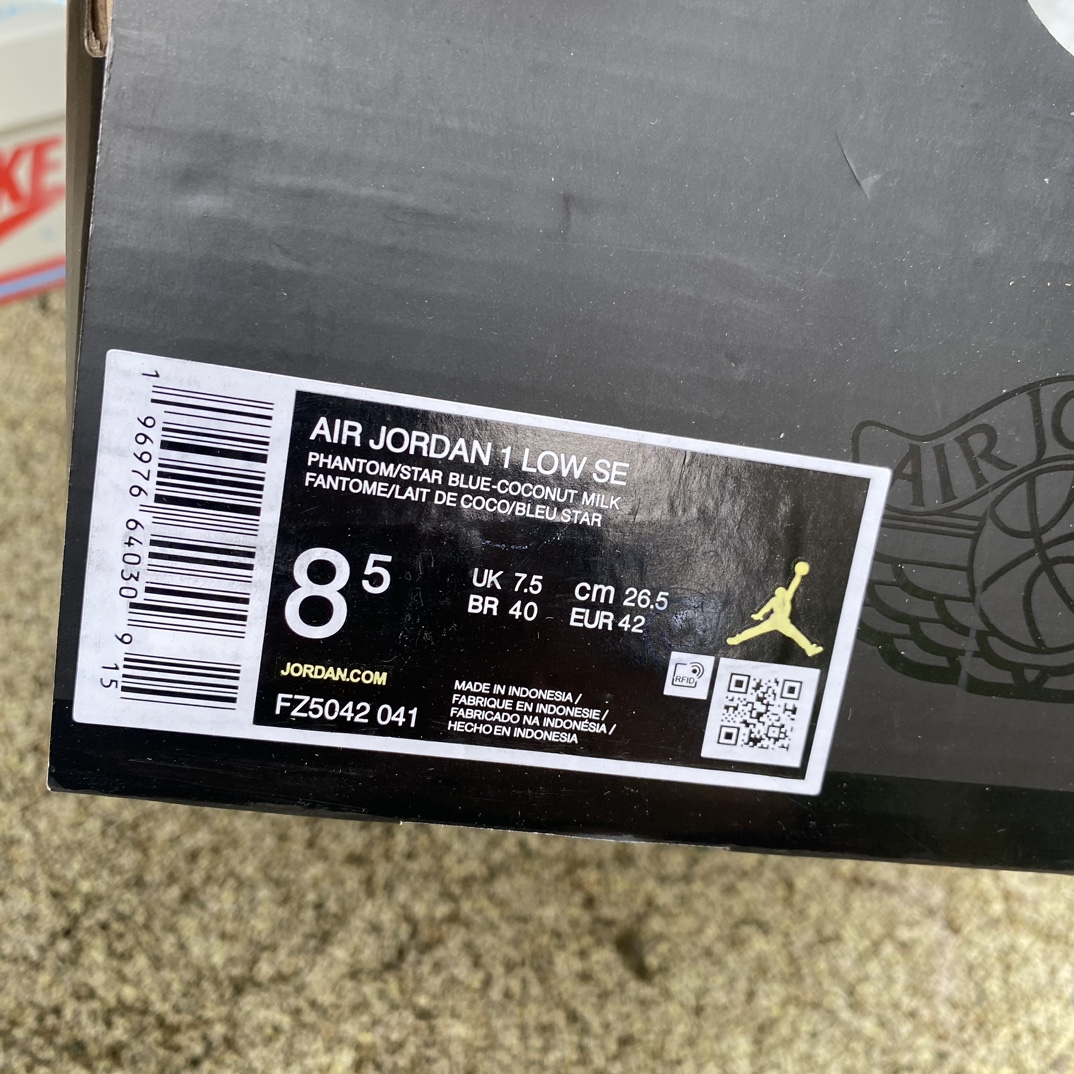 KE
1 96976 64030 9 15
AIR JORDAN 1 LOW SE
PHANTOM/STAR BLUE-COCONUT MILK
FANTOME/LAIT DE COCO/BLEU STAR
8 5
UK 7.5 cm 26.5
BR 40 EUR 42
RFID
JORDAN.COM
FZ5042 041
MADE IN INDONESIA /
FABRIQUE EN INDONESIE /
FABRICADO NA INDONÉSIA /
HECHO EN INDONESIA
AIR JO